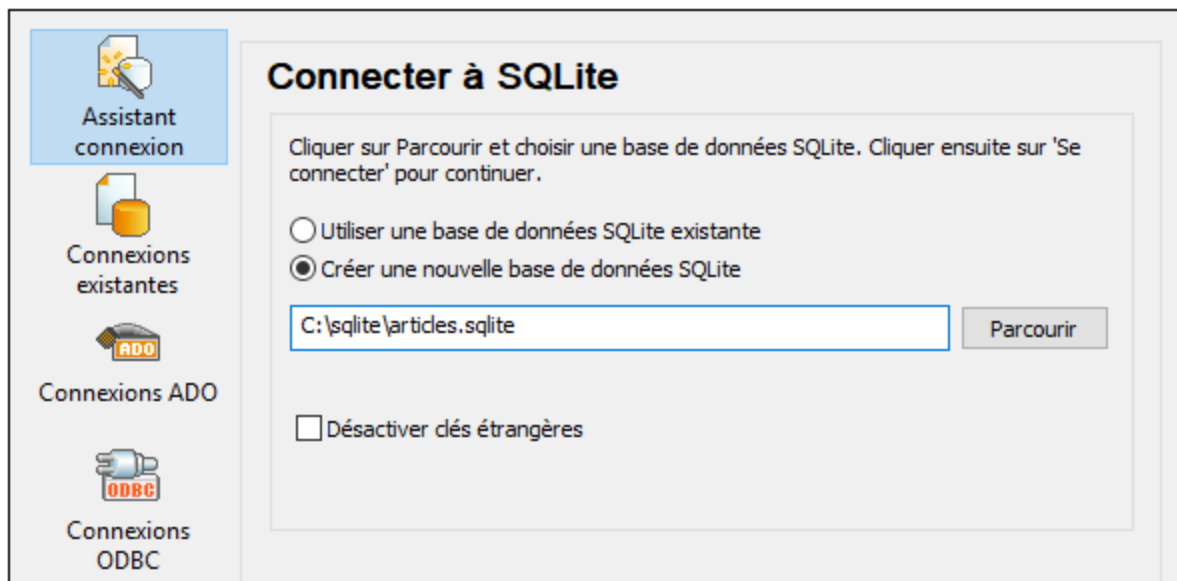 Assistant
connexion
Connexions
existantes
ADO
Connexions ADO
ODBC
Connexions
ODBC
Connecter à SQLite
Cliquer sur Parcourir et choisir une base de données SQLite. Cliquer ensuite sur 'Se
connecter' pour continuer.
Utiliser une base de données SQLite existante
Créer une nouvelle base de données SQLite
C:\sqlite\articles.sqlite
Parcourir
Désactiver clés étrangères